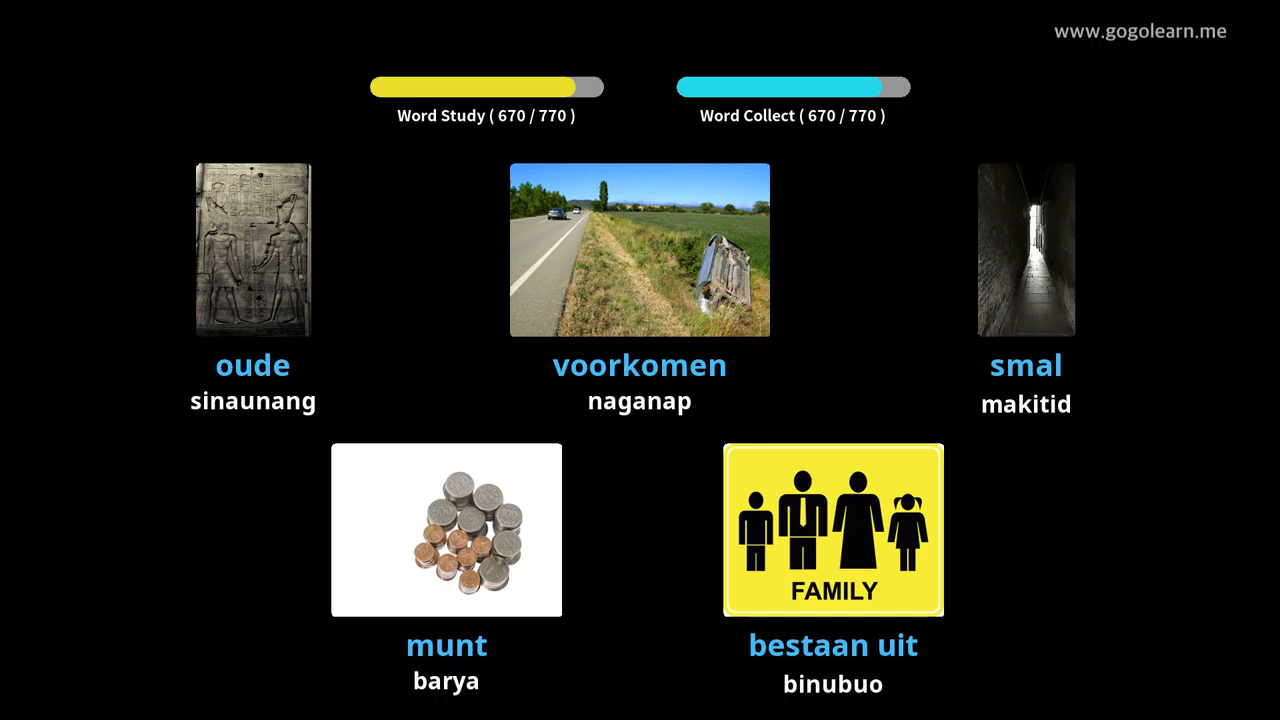 www.gogolearn.me
Word Study ( 670 / 770 )
Word Collect ( 670 / 770 )
oude
sinaunang
voorkomen
naganap
smal
makitid
FAMILY
munt
barya
bestaan uit
binubuo